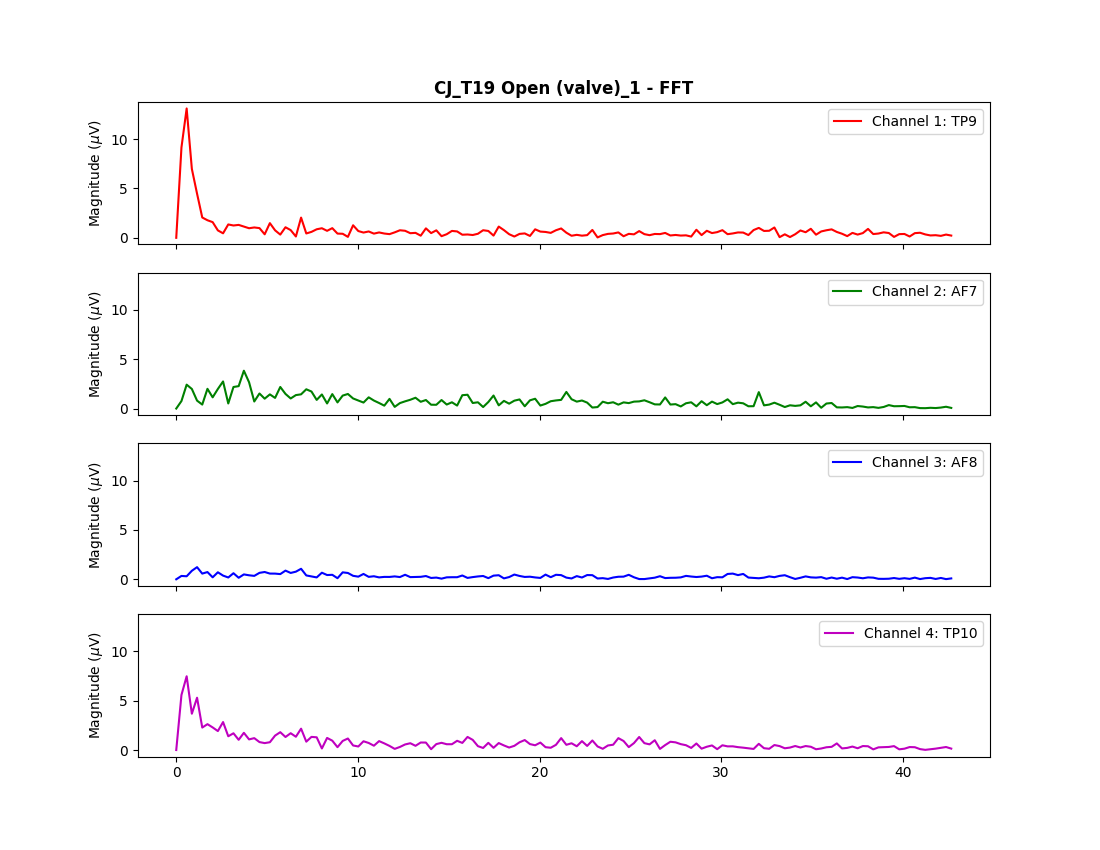 CJ_T19 Open (valve)_1 - FFT
Magnitude (μV)
10
5
0
Channel 1: TP9
Magnitude (μV)
10
5
0
Channel 2: AF7
Magnitude (μV)
10
5
0
Channel 3: AF8
Magnitude (μV)
10
5
0
Channel 4: TP10
0 10 20 30 40